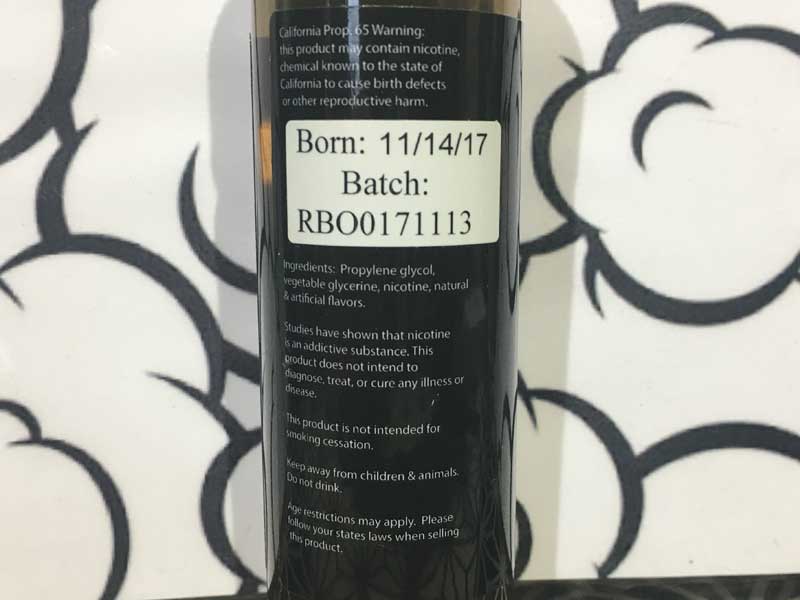 California Prop. 65 Warning:
this product may contain nicotine,
chemical known to the state of
California to cause birth defects
or other reproductive harm.
Born: 11/14/17
Batch:
RBO0171113
Ingredients: Propylene glycol,
vegetable glycerine, nicotine, natural
& artificial flavors.
Studies have shown that nicotine
is an addictive substance. This
product does not intend to
diagnose, treat, or cure any illness or
disease.
This product is not intended for
smoking cessation.
Keep away from children & animals.
Do not drink.
Age restrictions may apply. Please
follow your states laws when selling
this product.